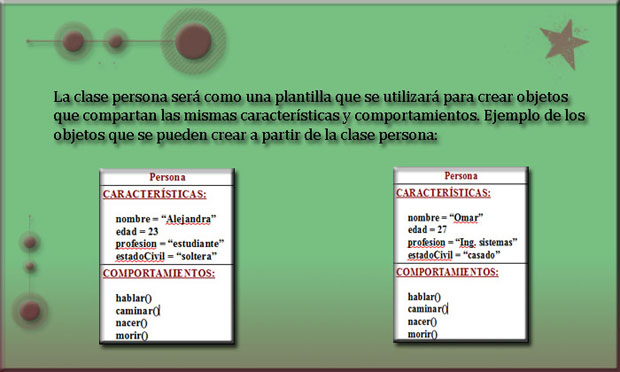 La clase persona será como una plantilla que se utilizará para crear objetos
que compartan las mismas características y comportamientos. Ejemplo de los
objetos que se pueden crear a partir de la clase persona:
Persona
CARACTERÍSTICAS:
nombre = “Alejandra”
edad = 23
profesion = “estudiante”
estadoCivil = “soltera”
COMPORTAMIENTOS:
hablar()
caminar()
nacer()
morir()
Persona
CARACTERÍSTICAS:
nombre = “Omar”
edad = 27
profesion = “Ing. sistemas”
estadoCivil = “casado”
COMPORTAMIENTOS:
hablar()
caminar()
nacer()
morir()